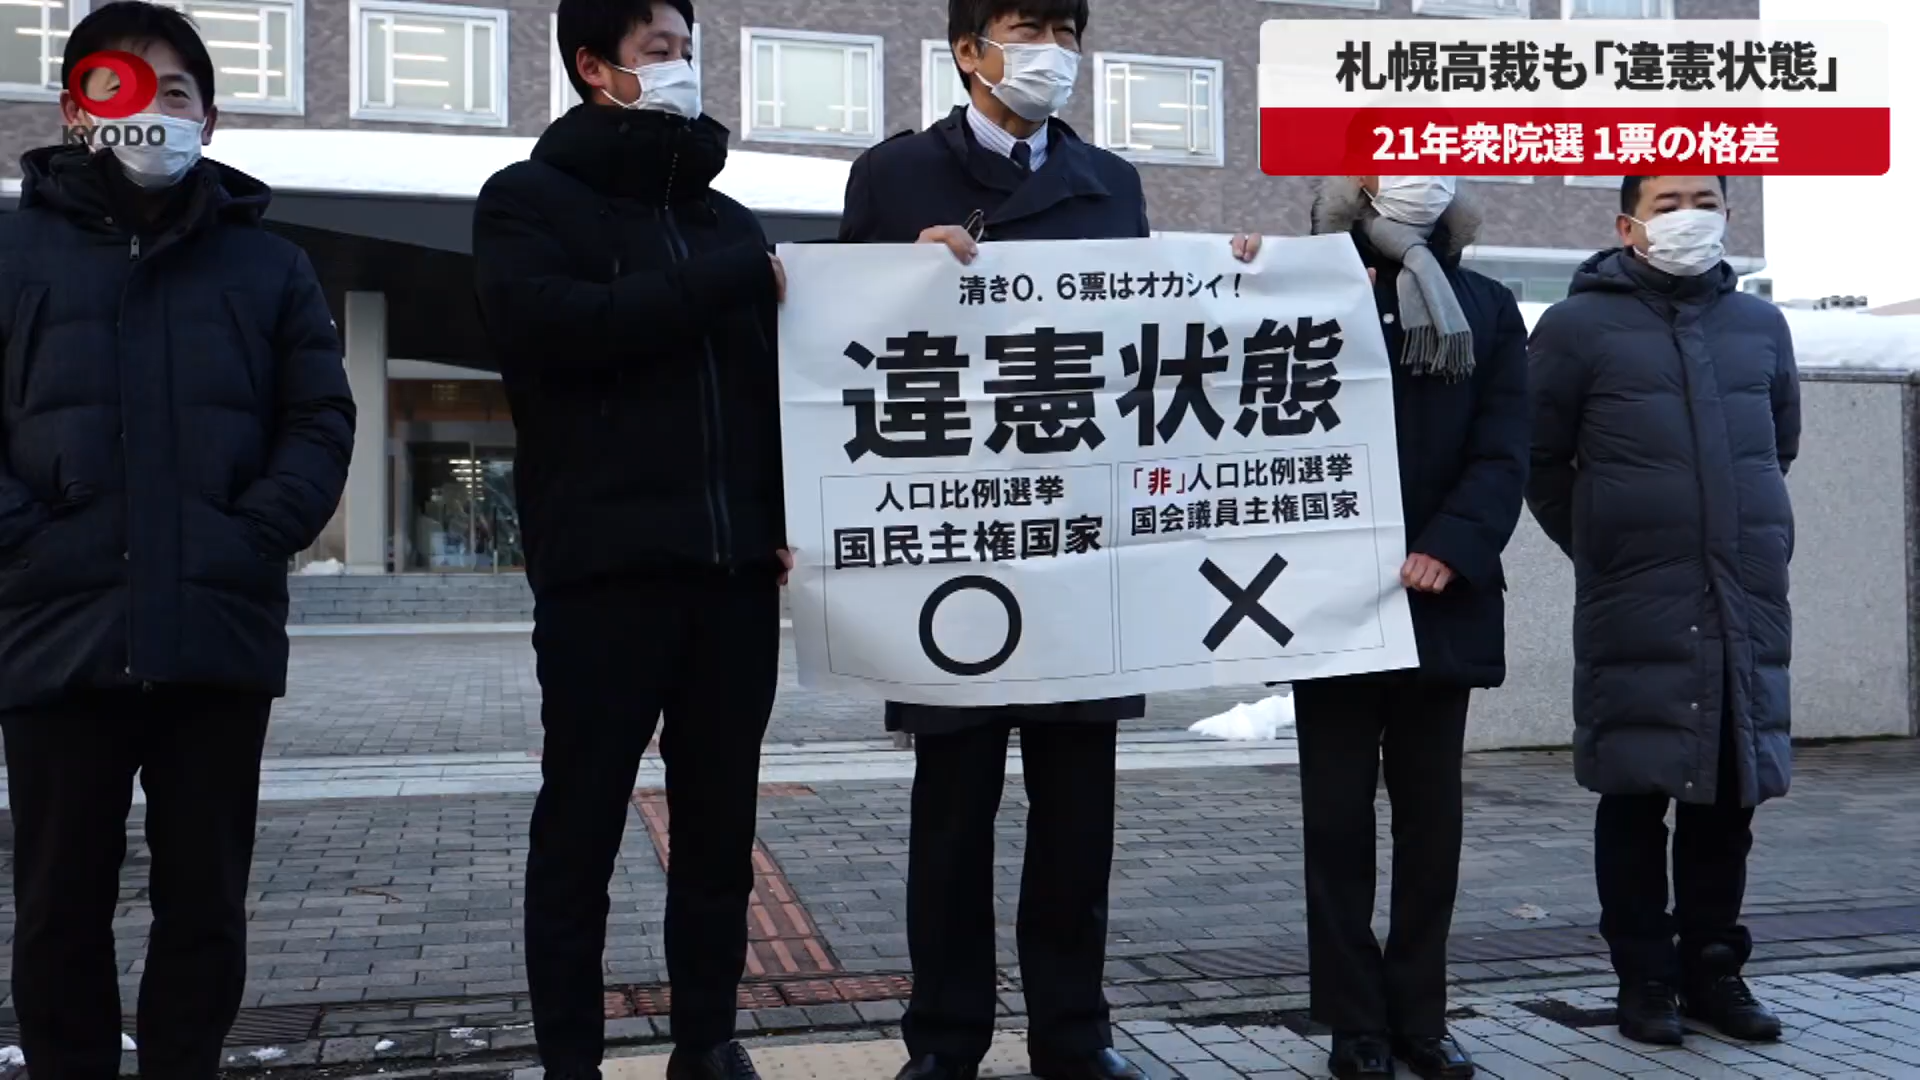 KYODO
札幌高裁も「違憲状態」
21年衆院選 1票の格差
清き0.6票はオカシイ!
違憲状態
人口比例選挙
国民主権国家
○
「非」人口比例選挙
国会議員主権国家
×